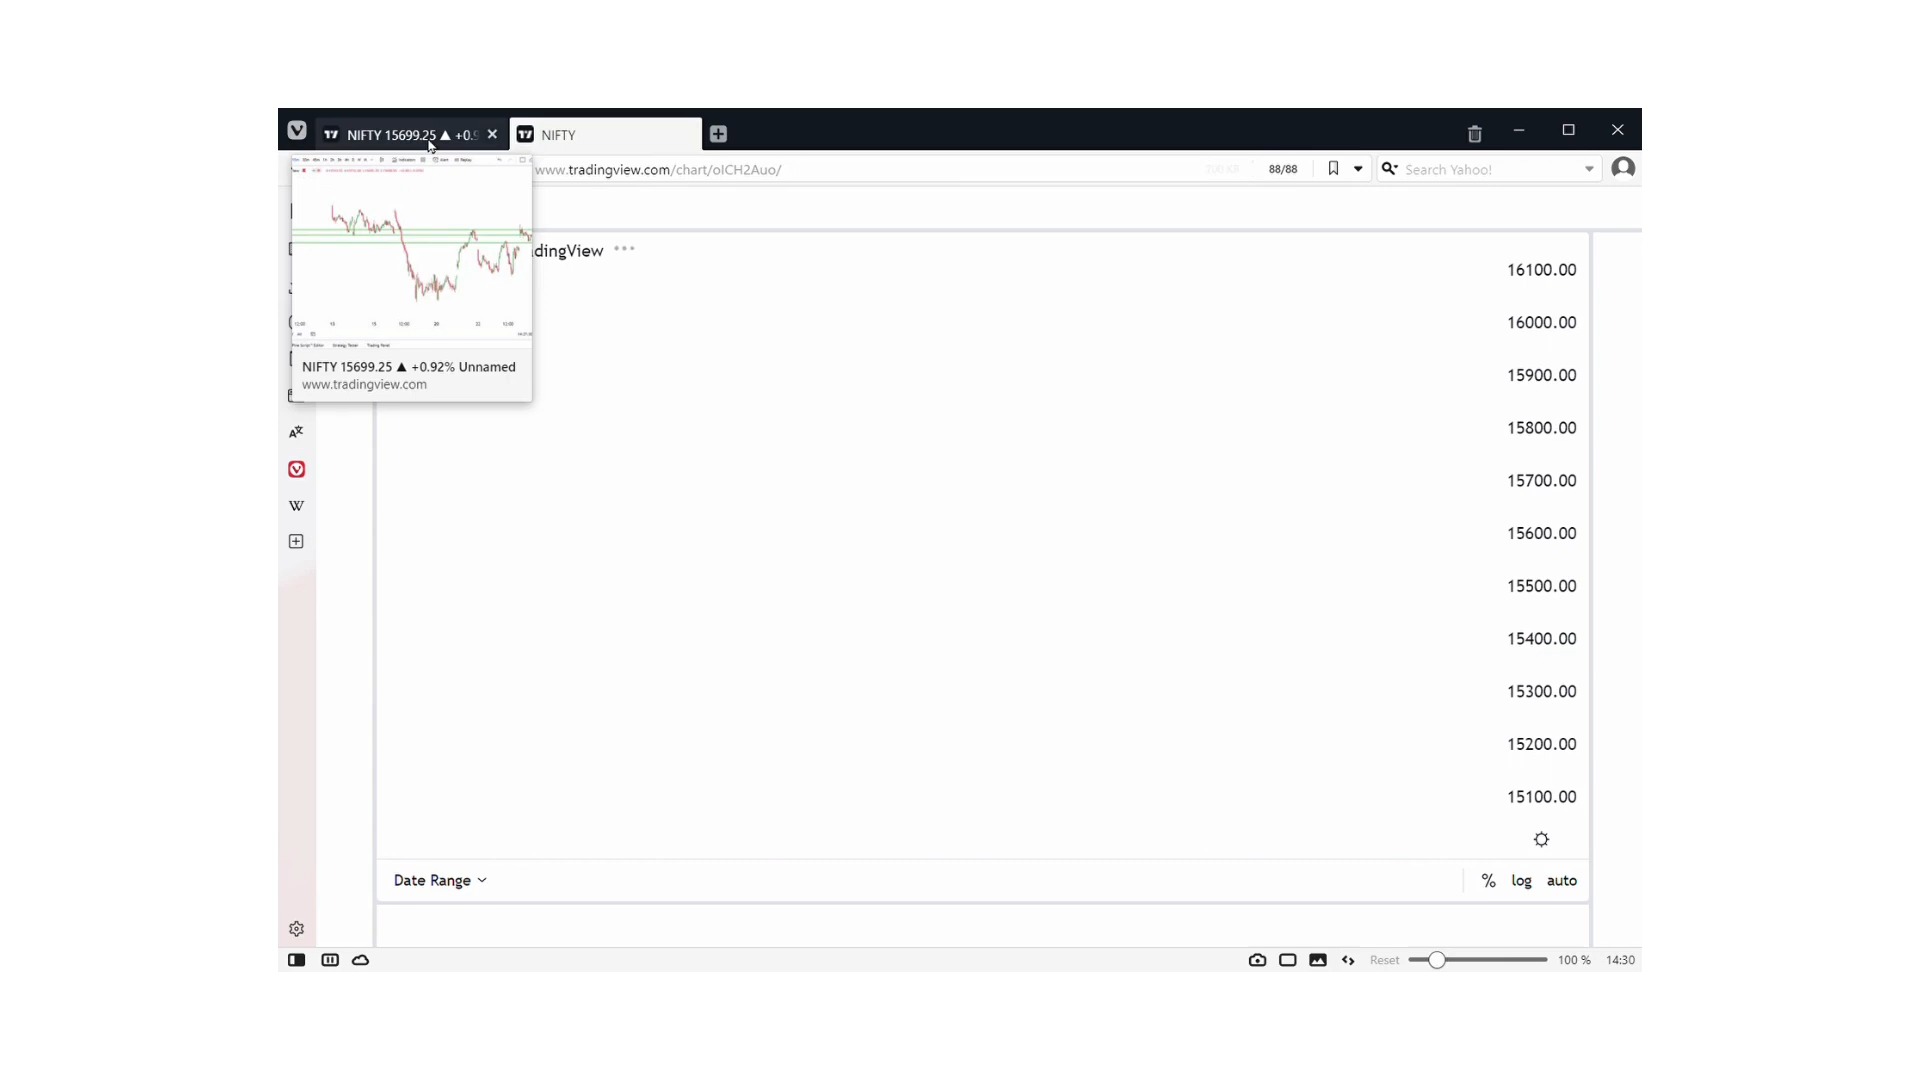 NIFTY 15699.25 ▲ +0.9
NIFTY
www.tradingview.com/chart/oICH2Auo/
88/88
Search Yahoo!
dingView
NIFTY 15699.25 ▲ +0.92% Unnamed
www.tradingview.com
16100.00
16000.00
15900.00
15800.00
15700.00
15600.00
15500.00
15400.00
15300.00
15200.00
15100.00
Date Range
% log auto
Reset 100 % 14:30